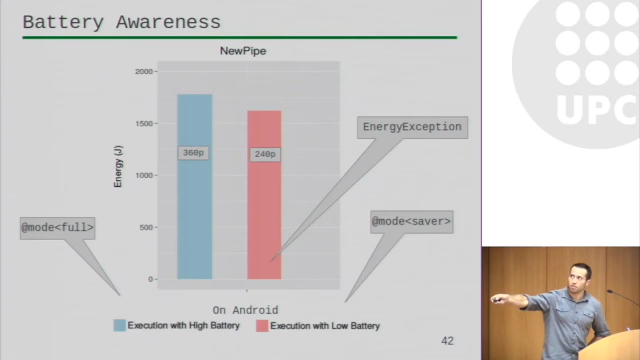 Battery Awareness
NewPipe
2000
1500
1000
500
0
Energy (J)
360p
240p
EnergyException
@mode<full>
@mode<saver>
On Android
Execution with High Battery
Execution with Low Battery
42
UPC